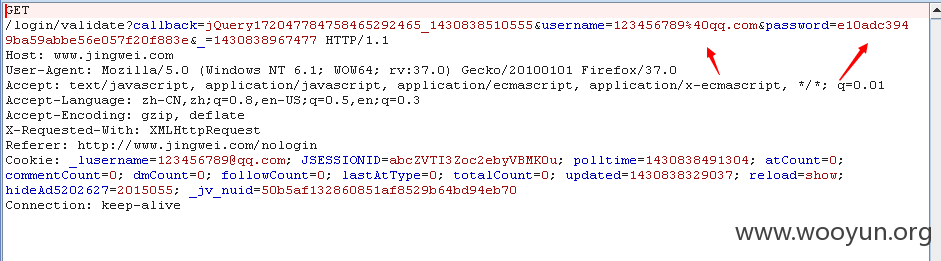 GET
/login/validate?callback=jQuery172047784758465292465_1430838510555&username=123456789%40qq.com&password=e10adc394
9ba59abbe56e057f20f883e&_=1430838967477 HTTP/1.1
Host: www.jingwei.com
User-Agent: Mozilla/5.0 (Windows NT 6.1; WOW64; rv:37.0) Gecko/20100101 Firefox/37.0
Accept: text/javascript, application/javascript, application/ecmascript, application/x-ecmascript, */*; q=0.01
Accept-Language: zh-CN,zh;q=0.8,en-US;q=0.5,en;q=0.3
Accept-Encoding: gzip, deflate
X-Requested-With: XMLHttpRequest
Referer: http://www.jingwei.com/nologin
Cookie: _lusername=123456789@qq.com; JSESSIONID=abcZVTI3Zoc2ebyVBMKOu; polltime=1430838491304; atCount=0;
commentCount=0; dmCount=0; followCount=0; lastAtType=0; totalCount=0; updated=1430838329037; reload=show;
hideAd5202627=2015055; _jv_nuid=50b5af132860851af8529b64bd94eb70
Connection: keep-alive
www.wooyun.org